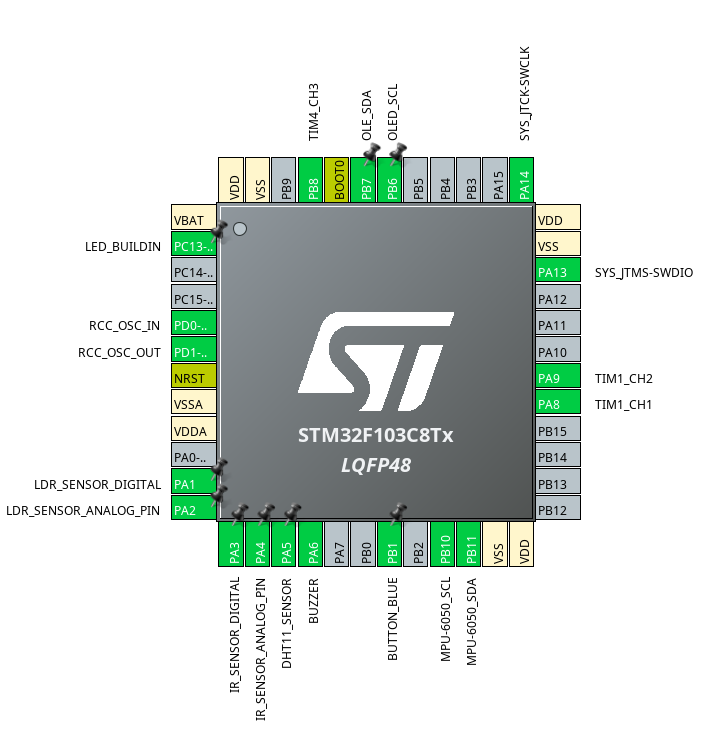 SYS_JTCK-SWCLK
TIM4_CH3
OLE_SDA
OLED_SCL
VDD
VSS
PB9
PB8
BOOT0
PB7
PB6
PB5
PB4
PB3
PA15
PA14
VBAT
LED_BUILDIN PC13-..
PC14-..
PC15-..
RCC_OSC_IN PD0-..
RCC_OSC_OUT PD1-..
NRST
VSSA
VDDA
PA0-..
LDR_SENSOR_DIGITAL PA1
LDR_SENSOR_ANALOG_PIN PA2
ST
STM32F103C8Tx
LQFP48
VDD
VSS
PA13 SYS_JTMS-SWDIO
PA12
PA11
PA10
PA9 TIM1_CH2
PA8 TIM1_CH1
PB15
PB14
PB13
PB12
PA3
PA4
PA5
PA6
PA7
PB0
PB1
PB2
PB10
PB11
VSS
VDD
IR_SENSOR_DIGITAL
IR_SENSOR_ANALOG_PIN
DHT11_SENSOR
BUZZER
BUTTON_BLUE
MPU-6050_SCL
MPU-6050_SDA